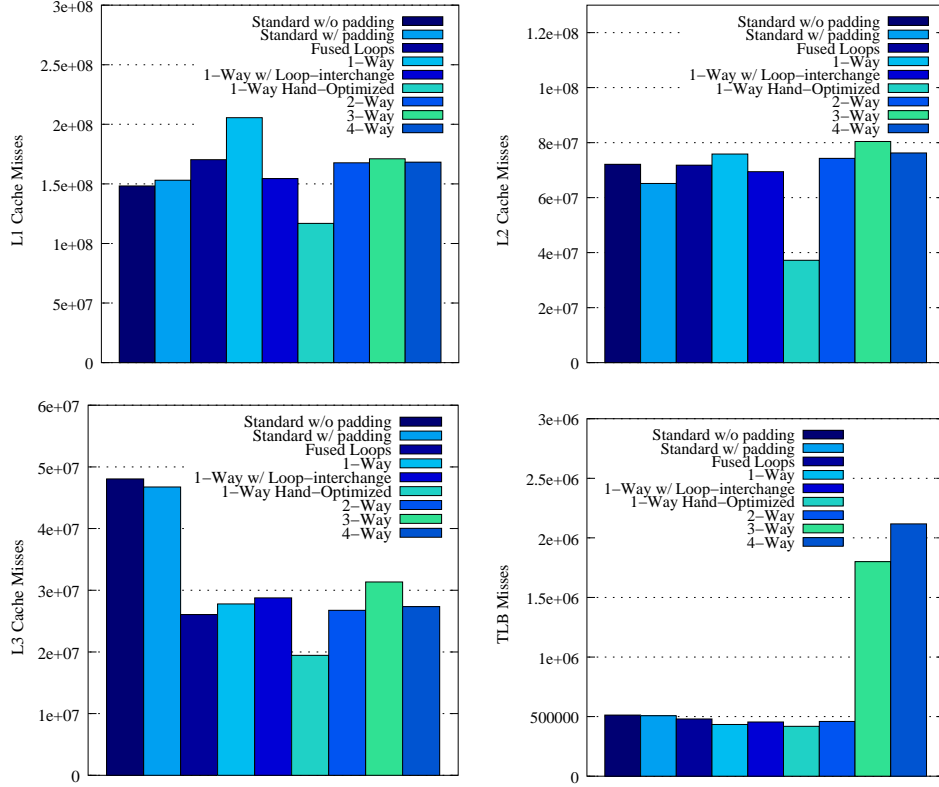 3e+08
2.5e+08
2e+08
1.5e+08
1e+08
5e+07
0
L1 Cache Misses
Standard w/o padding
Standard w/ padding
Fused Loops
1−Way
1−Way w/ Loop−interchange
1−Way Hand−Optimized
2−Way
3−Way
4−Way
1.2e+08
1e+08
8e+07
6e+07
4e+07
2e+07
0
L2 Cache Misses
Standard w/o padding
Standard w/ padding
Fused Loops
1−Way
1−Way w/ Loop−interchange
1−Way Hand−Optimized
2−Way
3−Way
4−Way
6e+07
5e+07
4e+07
3e+07
2e+07
1e+07
0
L3 Cache Misses
Standard w/o padding
Standard w/ padding
Fused Loops
1−Way
1−Way w/ Loop−interchange
1−Way Hand−Optimized
2−Way
3−Way
4−Way
3e+06
2.5e+06
2e+06
1.5e+06
1e+06
500000
0
TLB Misses
Standard w/o padding
Standard w/ padding
Fused Loops
1−Way
1−Way w/ Loop−interchange
1−Way Hand−Optimized
2−Way
3−Way
4−Way